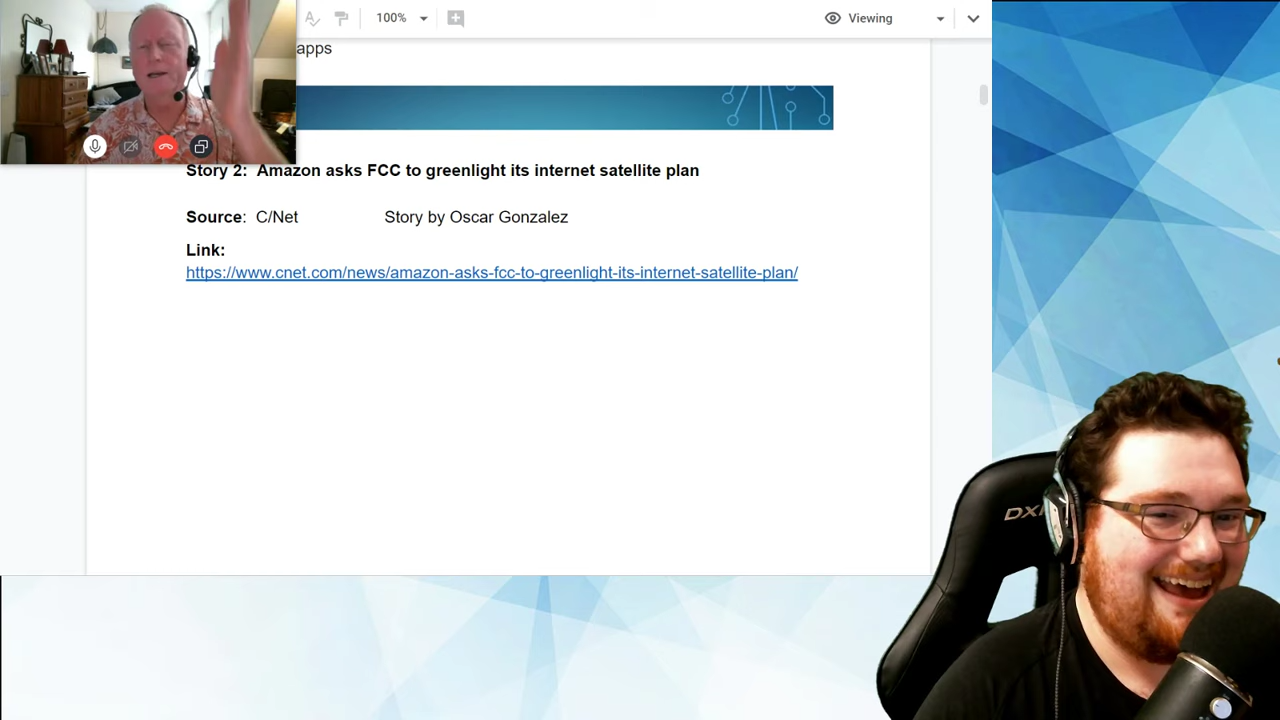 100%
Viewing
apps
Story 2: Amazon asks FCC to greenlight its internet satellite plan
Source: C/Net Story by Oscar Gonzalez
Link:
https://www.cnet.com/news/amazon-asks-fcc-to-greenlight-its-internet-satellite-plan/